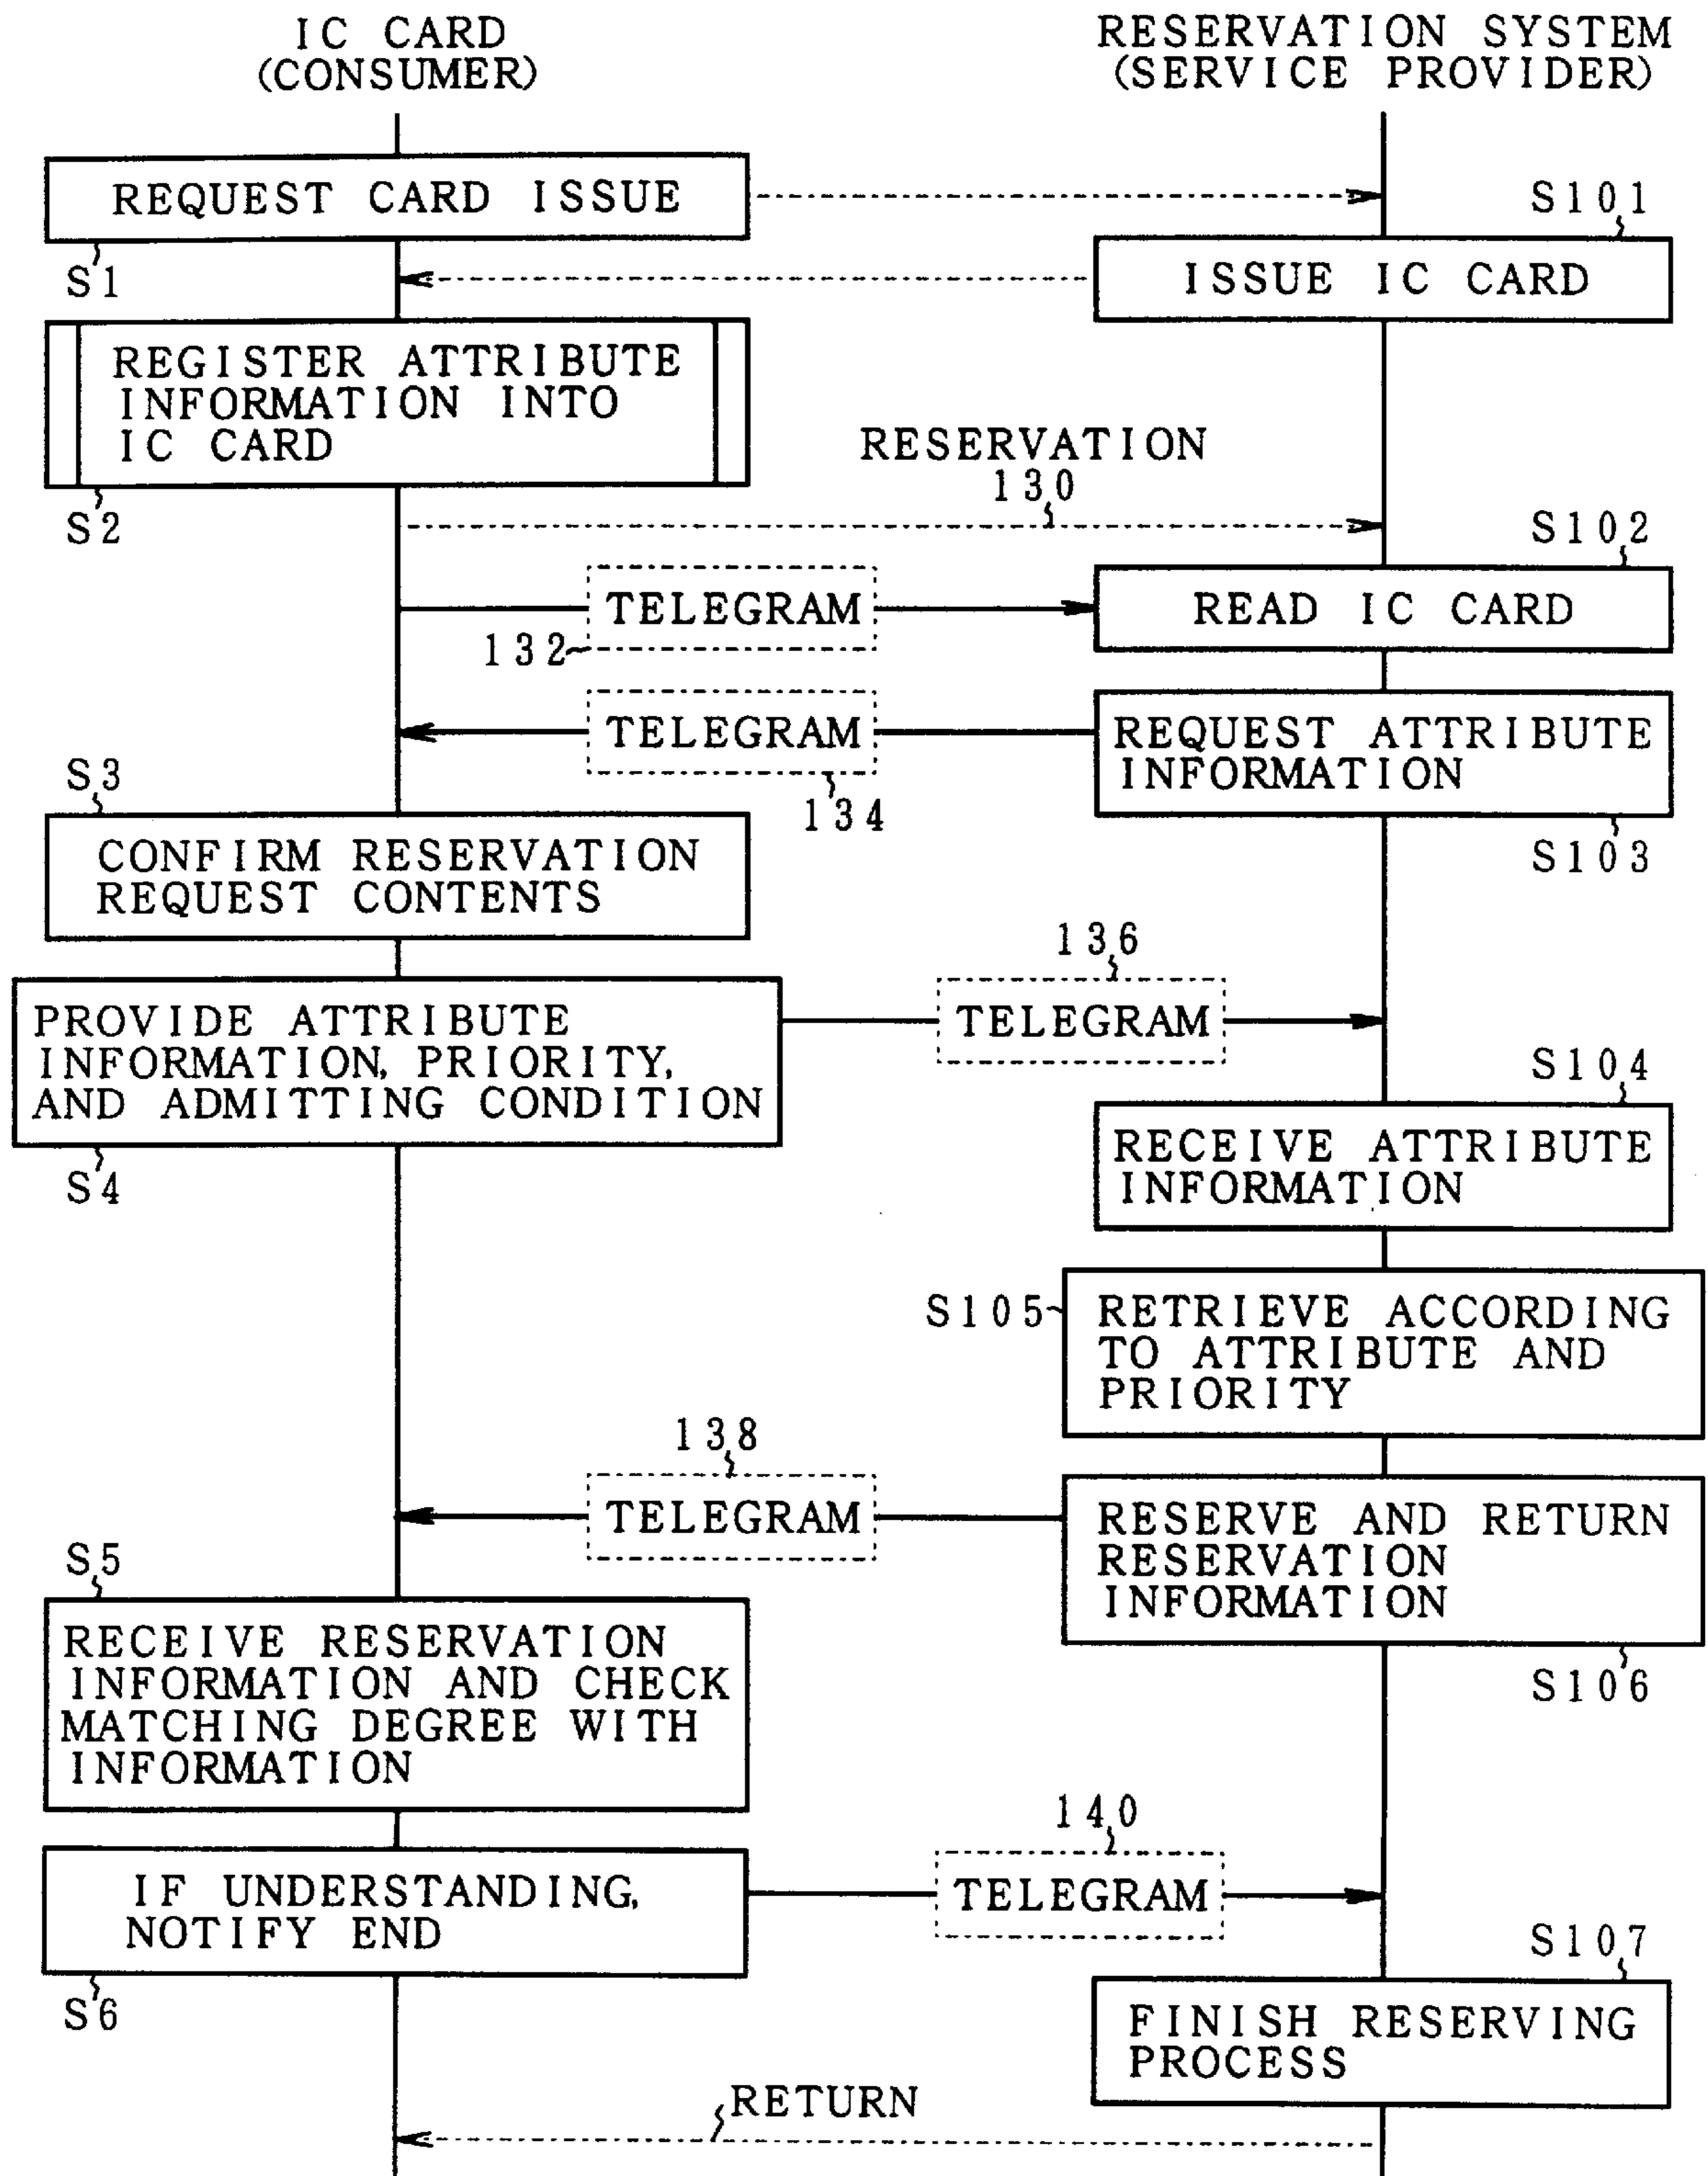 IC CARD
(CONSUMER)
RESERVATION SYSTEM
(SERVICE PROVIDER)
REQUEST CARD ISSUE
S1
S101
ISSUE IC CARD
REGISTER ATTRIBUTE
INFORMATION INTO
IC CARD
S2
RESERVATION
130
S102
TELEGRAM
132
READ IC CARD
TELEGRAM
134
REQUEST ATTRIBUTE
INFORMATION
S103
S3
CONFIRM RESERVATION
REQUEST CONTENTS
136
PROVIDE ATTRIBUTE
INFORMATION, PRIORITY,
AND ADMITTING CONDITION
S4
TELEGRAM
S104
RECEIVE ATTRIBUTE
INFORMATION
S105
RETRIEVE ACCORDING
TO ATTRIBUTE AND
PRIORITY
138
TELEGRAM
RESERVE AND RETURN
RESERVATION
INFORMATION
S106
S5
RECEIVE RESERVATION
INFORMATION AND CHECK
MATCHING DEGREE WITH
INFORMATION
140
IF UNDERSTANDING,
NOTIFY END
S6
TELEGRAM
S107
FINISH RESERVING
PROCESS
RETURN